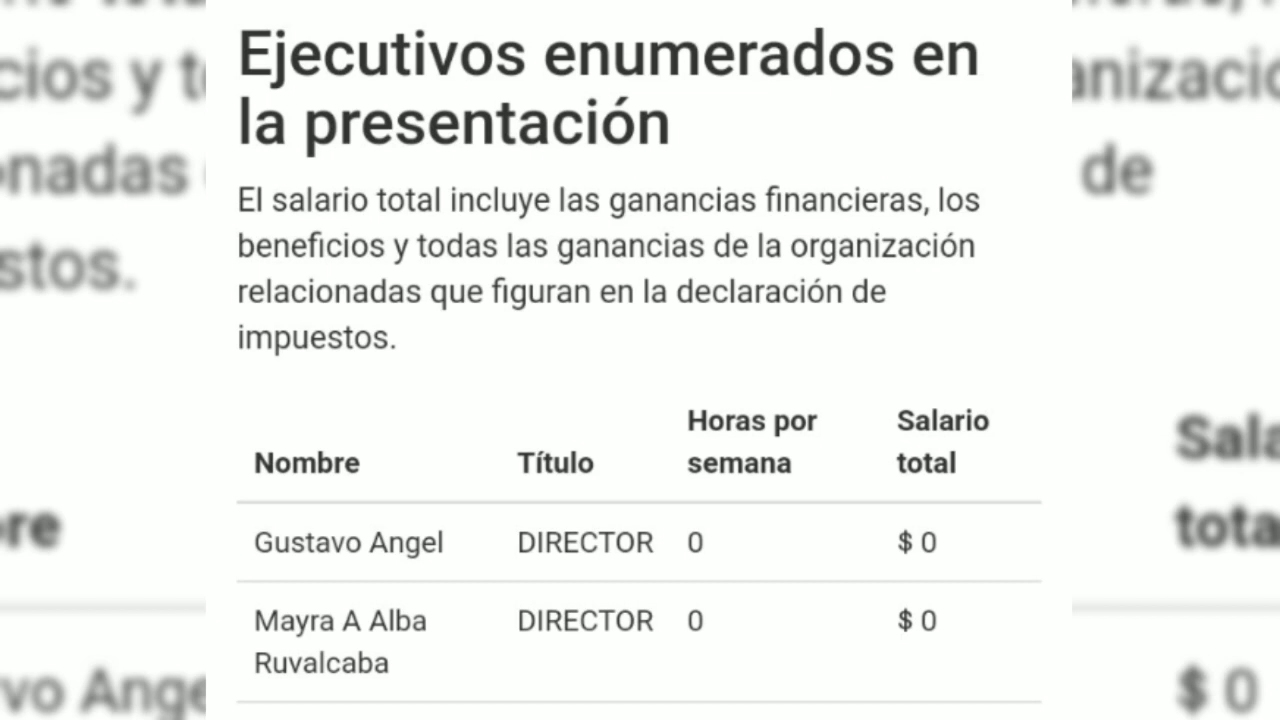 Ejecutivos enumerados en
la presentación
El salario total incluye las ganancias financieras, los
beneficios y todas las ganancias de la organización
relacionadas que figuran en la declaración de
impuestos.
Nombre Título Horas por semana Salario total
Gustavo Angel DIRECTOR 0 $ 0
Mayra A Alba Ruvalcaba DIRECTOR 0 $ 0